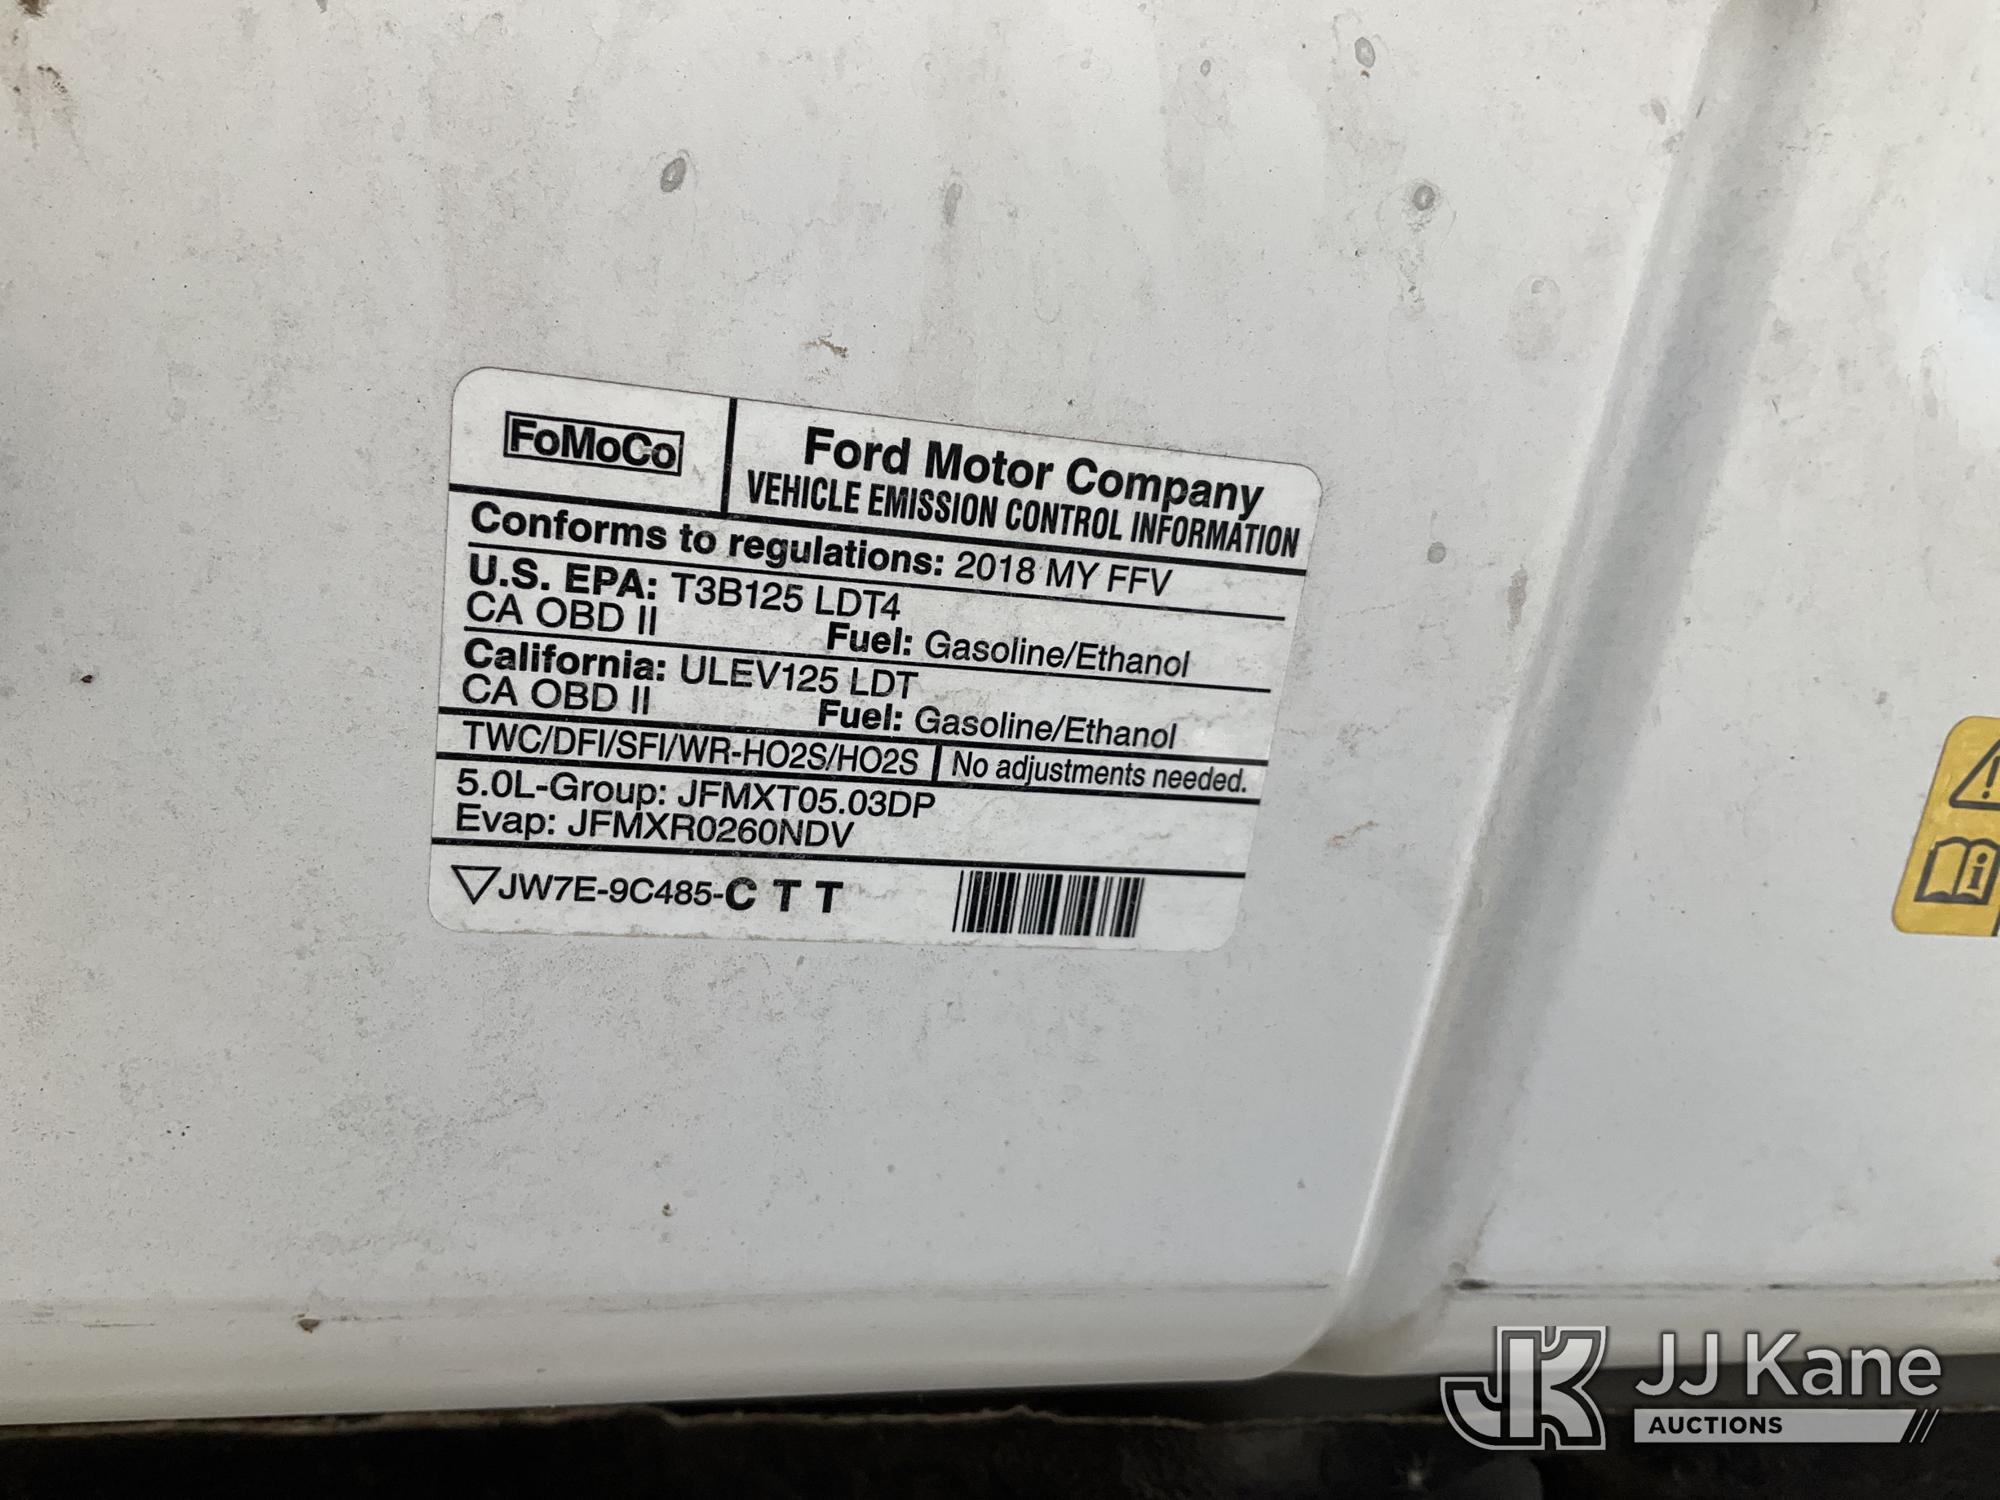 FoMoCo
Ford Motor Company
VEHICLE EMISSION CONTROL INFORMATION
Conforms to regulations: 2018 MY FFV
U.S. EPA: T3B125 LDT4
CA OBD II Fuel: Gasoline/Ethanol
California: ULEV125 LDT
CA OBD II Fuel: Gasoline/Ethanol
TWC/DFI/SFI/WR-HO2S/HO2S No adjustments needed.
5.0L-Group: JFMXT05.03DP
Evap: JFMXR0260NDV
JW7E-9C485-C T T
JK JJ Kane
AUCTIONS